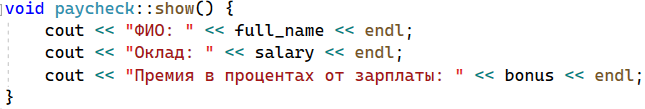 void paycheck::show() {
    cout << "ФИО: " << full_name << endl;
    cout << "Оклад: " << salary << endl;
    cout << "Премия в процентах от зарплаты: " << bonus << endl;
}